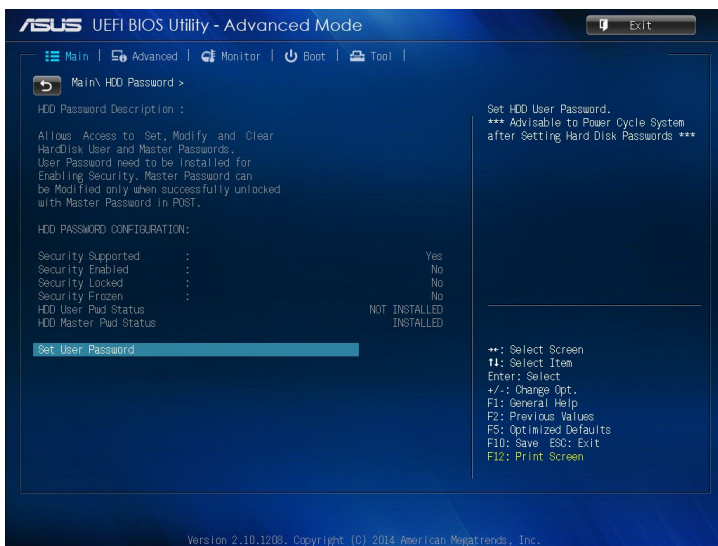 ASUS UEFI BIOS Utility - Advanced Mode
Exit
Main | Advanced | Monitor | Boot | Tool |
Main\ HDD Password >
HDD Password Description :
Allows Access to Set, Modify and Clear
HardDisk User and Master Passwords.
User Password need to be installed for
Enabling Security. Master Password can
be Modified only when successfully unlocked
with Master Password in POST.
HDD PASSWORD CONFIGURATION:
Security Supported : Yes
Security Enabled : No
Security Locked : No
Security Frozen : No
HDD User Pwd Status NOT INSTALLED
HDD Master Pwd Status INSTALLED
Set User Password
Set HDD User Password.
*** Advisable to Power Cycle System
after Setting Hard Disk Passwords ***
→←: Select Screen
↑↓: Select Item
Enter: Select
+/-: Change Opt.
F1: General Help
F2: Previous Values
F5: Optimized Defaults
F10: Save ESC: Exit
F12: Print Screen
Version 2.10.1208. Copyright (C) 2014 American Megatrends, Inc.